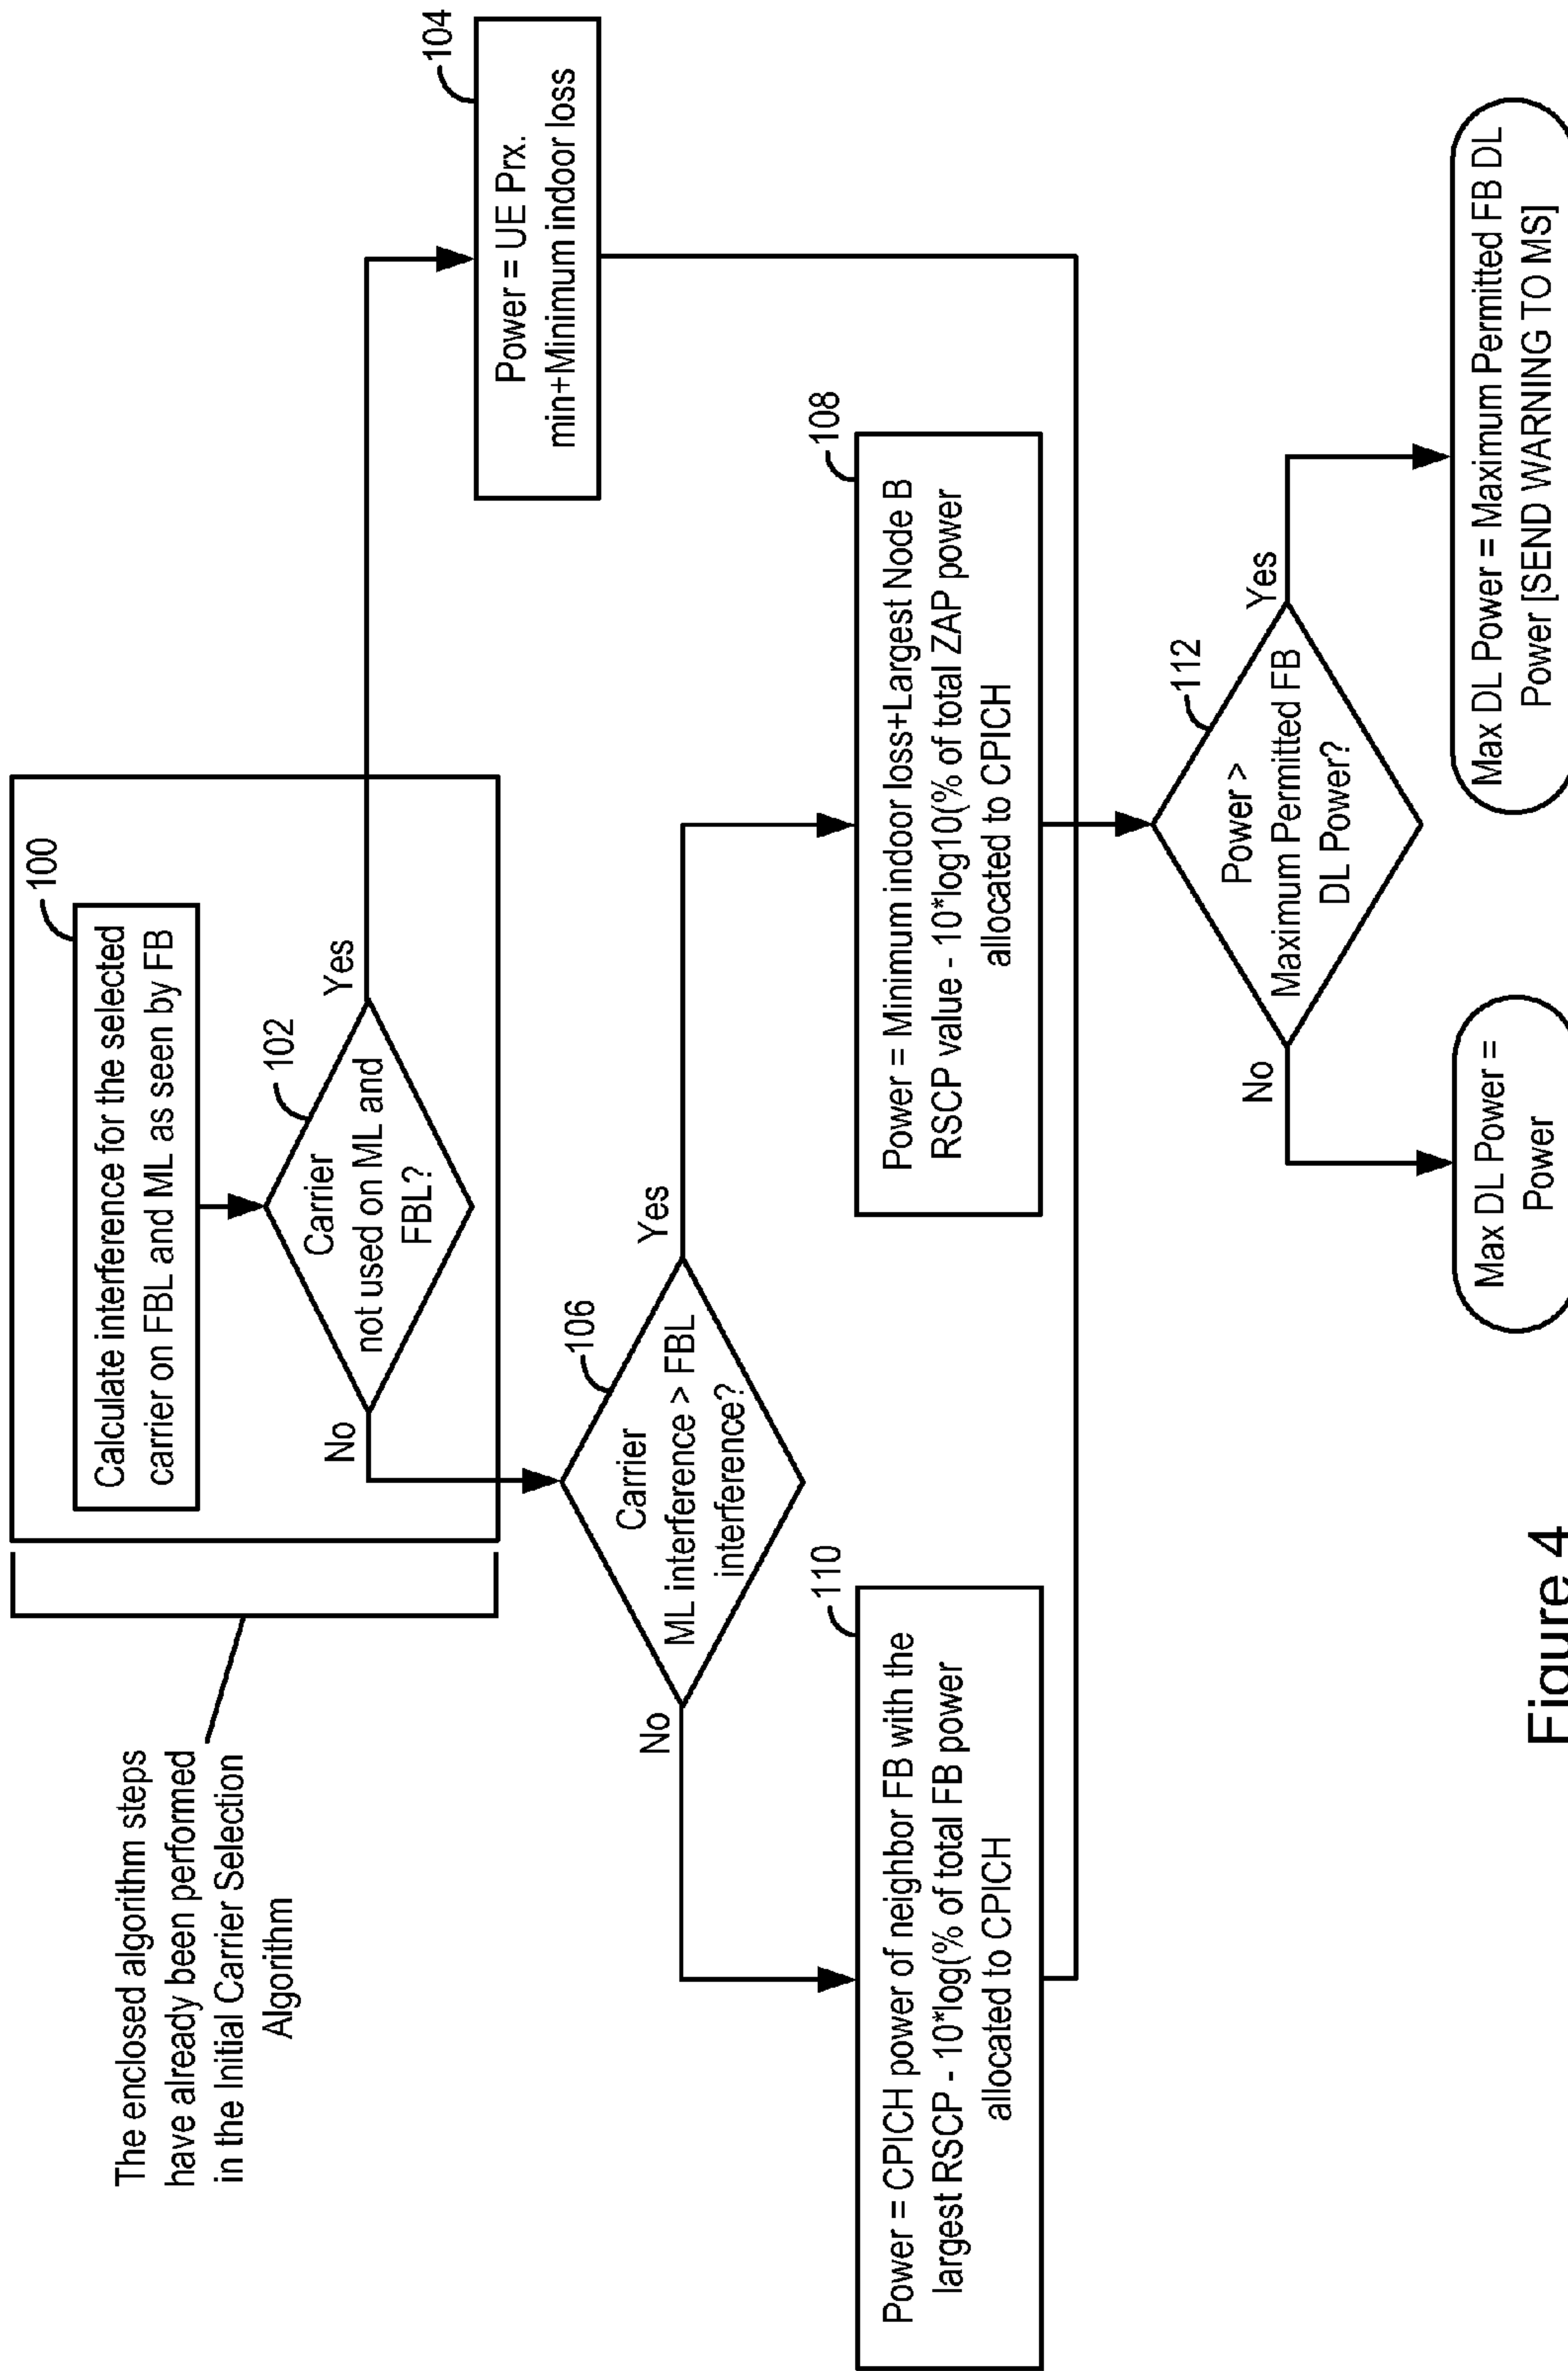 The enclosed algorithm steps
have already been performed
in the Initial Carrier Selection
Algorithm
100
Calculate interference for the selected
carrier on FBL and ML as seen by FB
102
Carrier
not used on ML and
FBL?
Yes
No
104
Power = UE Prx.
min+Minimum indoor loss
106
Carrier
ML interference > FBL
interference?
No
Yes
110
Power = CPICH power of neighbor FB with the
largest RSCP - 10*log(% of total FB power
allocated to CPICH
108
Power = Minimum indoor loss+Largest Node B
RSCP value - 10*log10(% of total ZAP power
allocated to CPICH
112
Power >
Maximum Permitted FB
DL Power?
No
Yes
Max DL Power =
Power
Max DL Power = Maximum Permitted FB DL
Power [SEND WARNING TO MS]
Figure 4